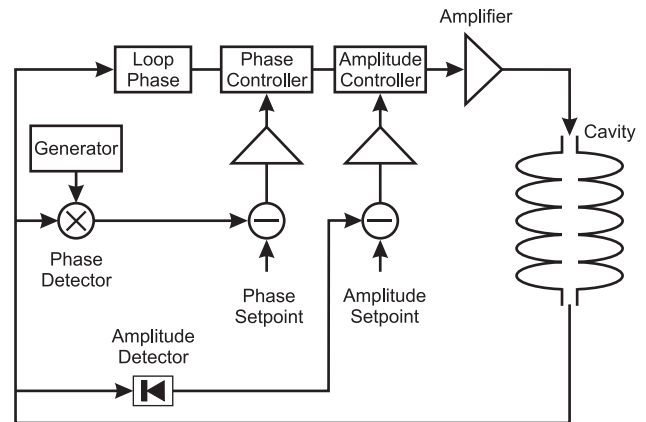 Amplifier
Loop
Phase
Phase
Controller
Amplitude
Controller
Cavity
Generator
Phase
Detector
Phase
Setpoint
Amplitude
Setpoint
Amplitude
Detector